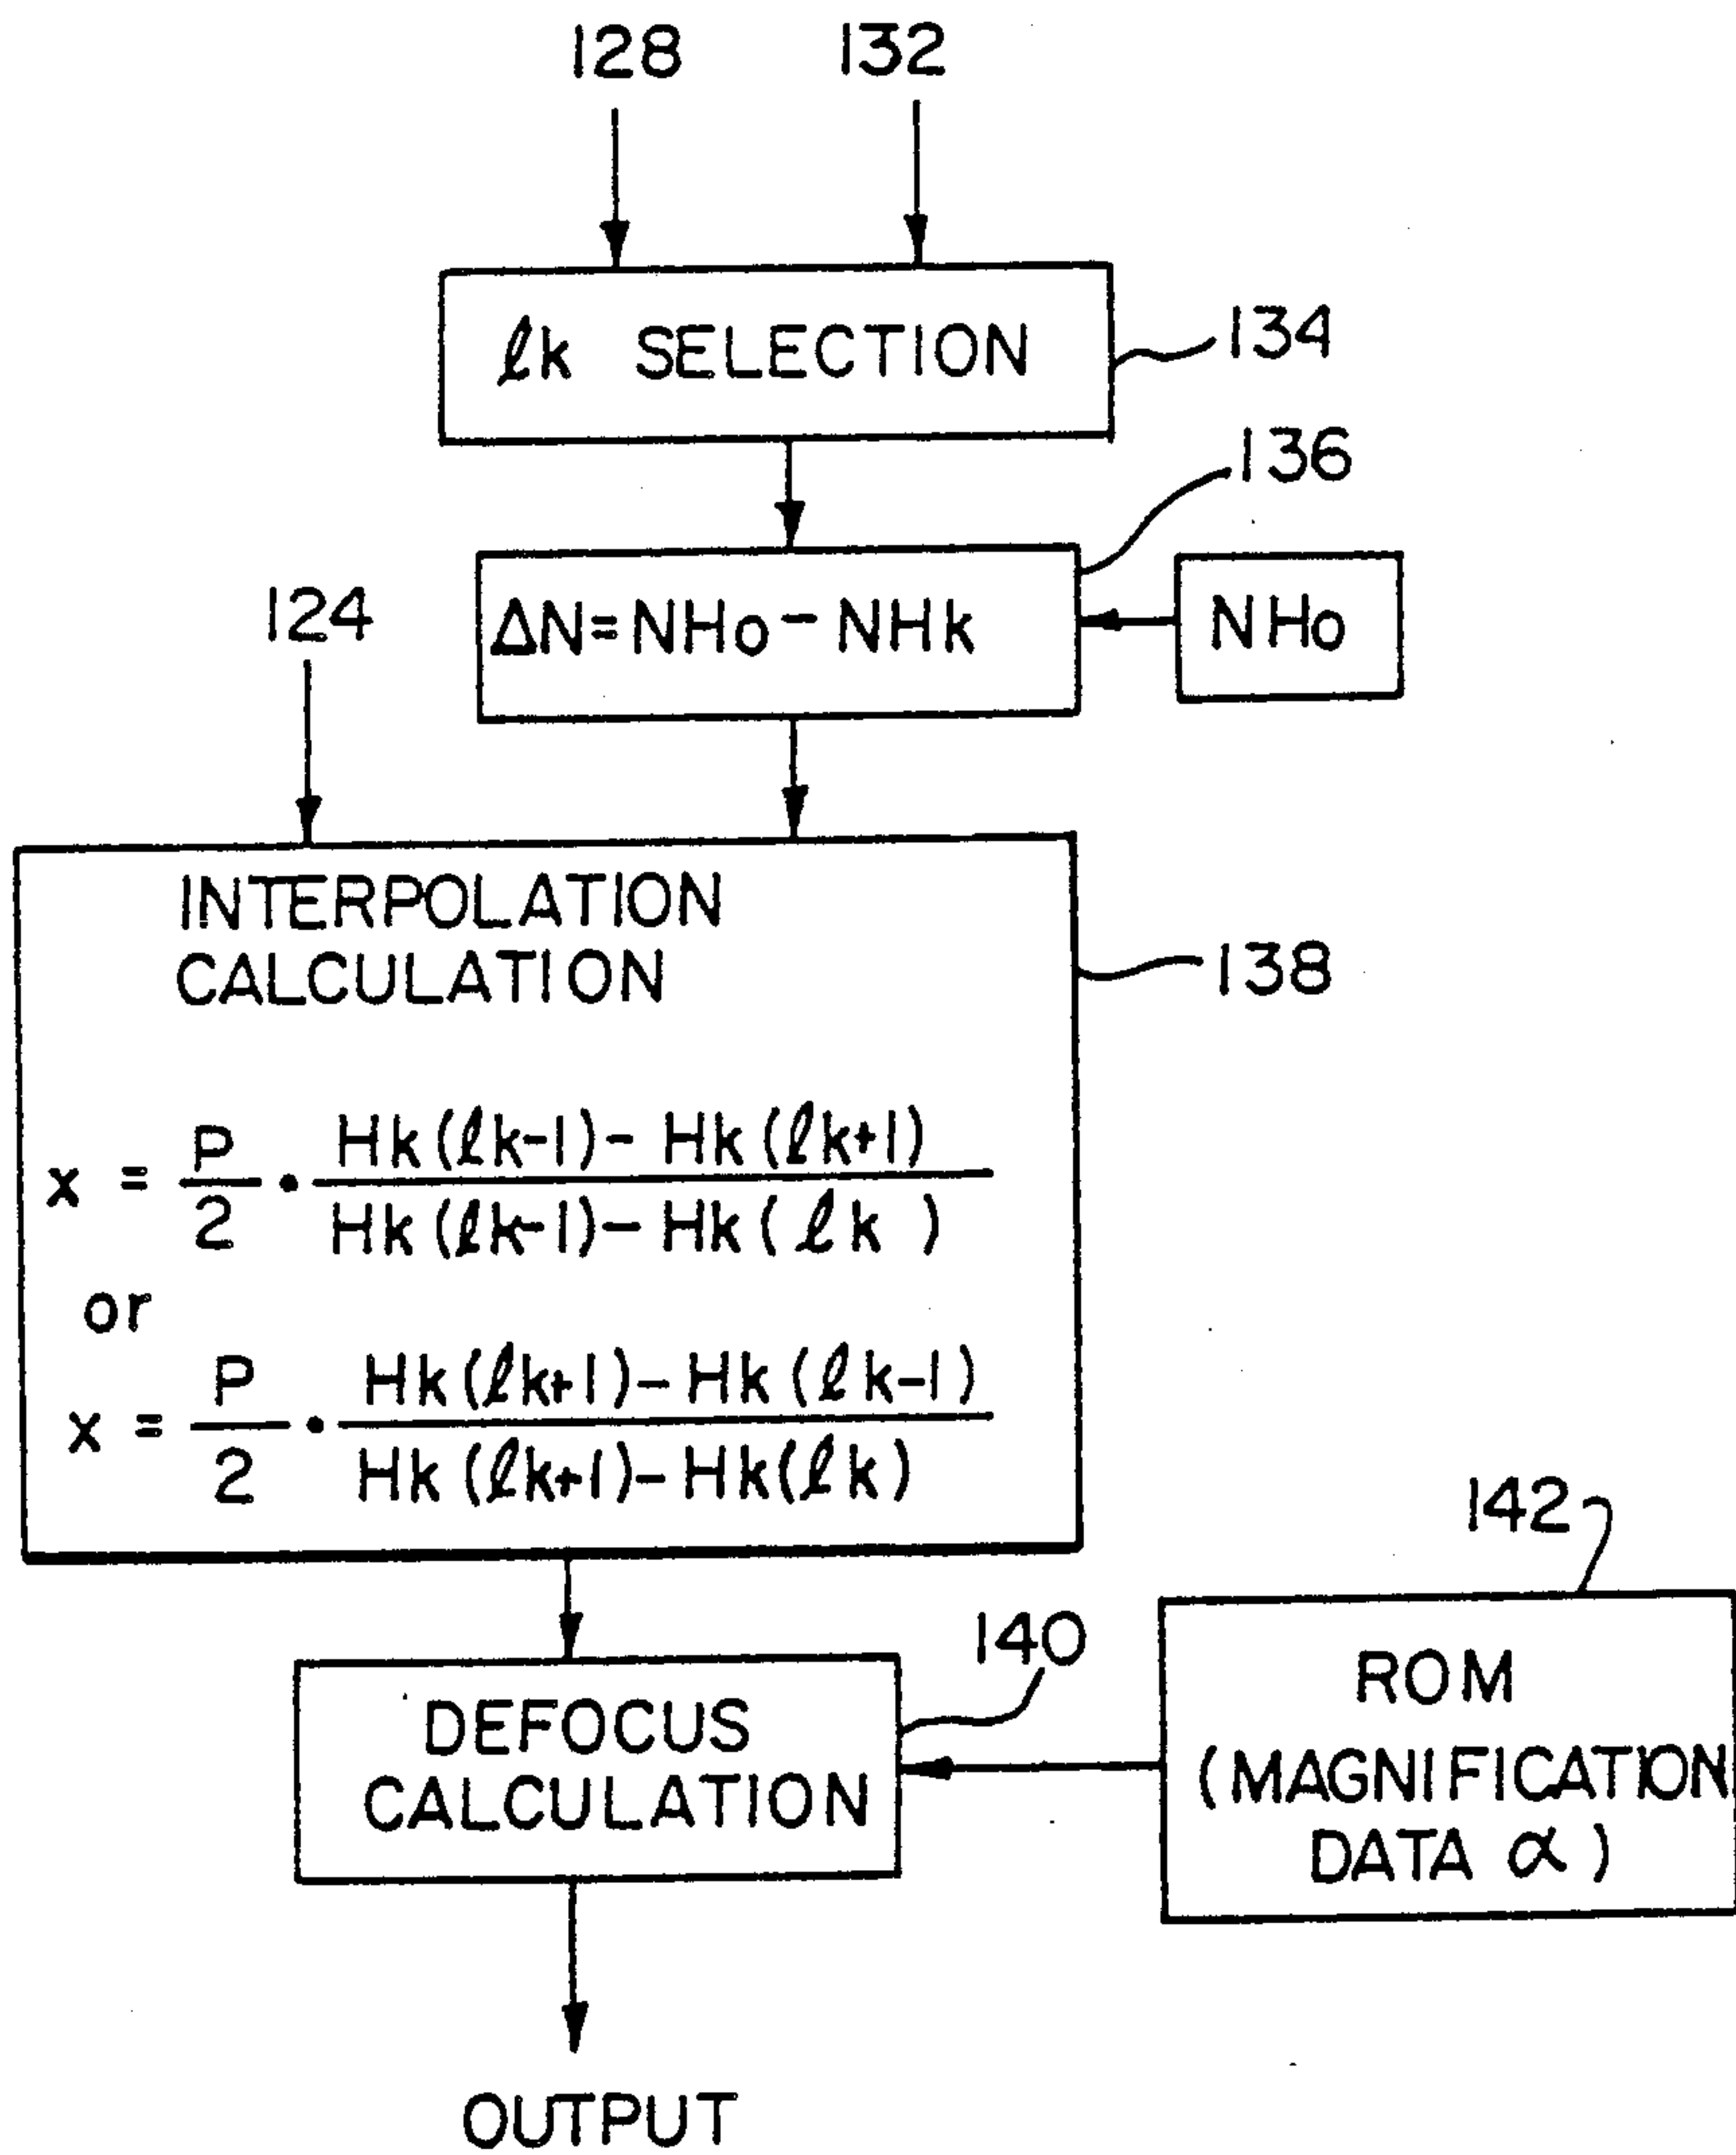 128 132
ℓk SELECTION
134
136
124
ΔN=NHo-NHk
NHo
INTERPOLATION
CALCULATION
138
x = P/2 • Hk(ℓk-1)-Hk(ℓk+1)/Hk(ℓk-1)-Hk(ℓk)
or
x = P/2 • Hk(ℓk+1)-Hk(ℓk-1)/Hk(ℓk+1)-Hk(ℓk)
142
140
DEFOCUS
CALCULATION
ROM
(MAGNIFICATION
DATA α)
OUTPUT